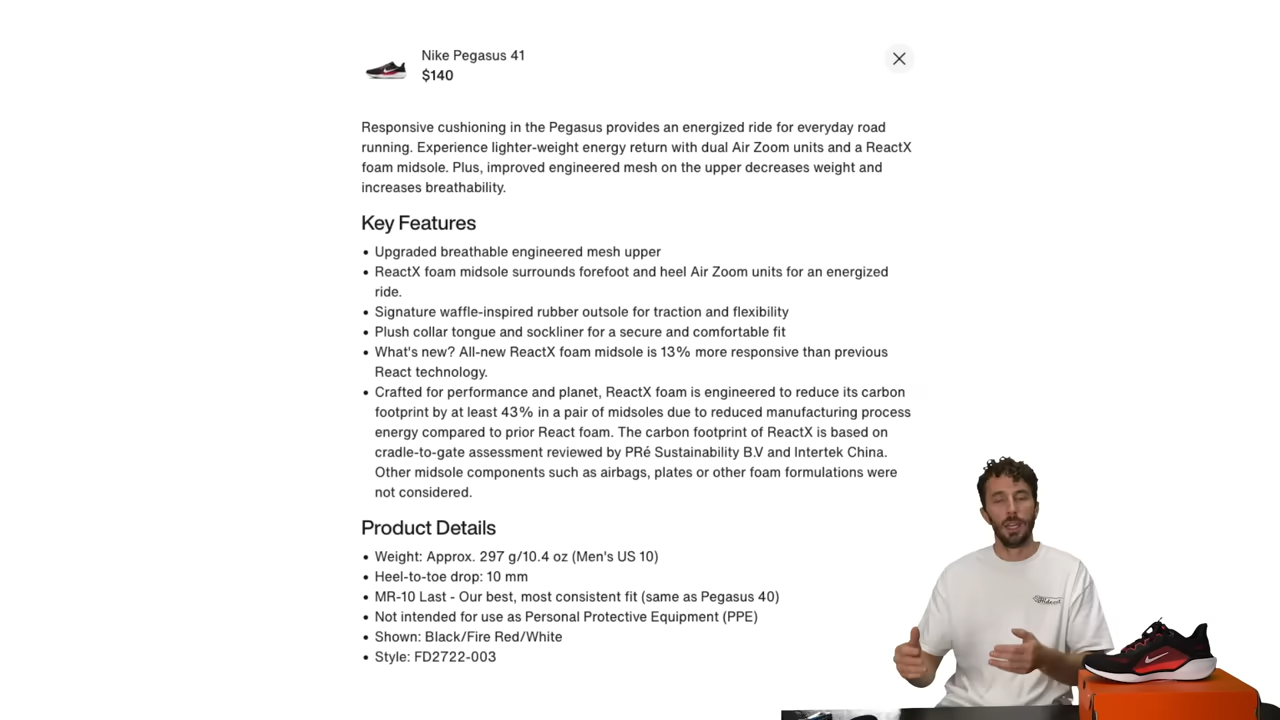 Nike Pegasus 41
$140
Responsive cushioning in the Pegasus provides an energized ride for everyday road
running. Experience lighter-weight energy return with dual Air Zoom units and a ReactX
foam midsole. Plus, improved engineered mesh on the upper decreases weight and
increases breathability.
Key Features
• Upgraded breathable engineered mesh upper
• ReactX foam midsole surrounds forefoot and heel Air Zoom units for an energized
ride.
• Signature waffle-inspired rubber outsole for traction and flexibility
• Plush collar tongue and sockliner for a secure and comfortable fit
• What's new? All-new ReactX foam midsole is 13% more responsive than previous
React technology.
• Crafted for performance and planet, ReactX foam is engineered to reduce its carbon
footprint by at least 43% in a pair of midsoles due to reduced manufacturing process
energy compared to prior React foam. The carbon footprint of ReactX is based on
cradle-to-gate assessment reviewed by PRé Sustainability B.V and Intertek China.
Other midsole components such as airbags, plates or other foam formulations were
not considered.
Product Details
• Weight: Approx. 297 g/10.4 oz (Men's US 10)
• Heel-to-toe drop: 10 mm
• MR-10 Last - Our best, most consistent fit (same as Pegasus 40)
• Not intended for use as Personal Protective Equipment (PPE)
• Shown: Black/Fire Red/White
• Style: FD2722-003